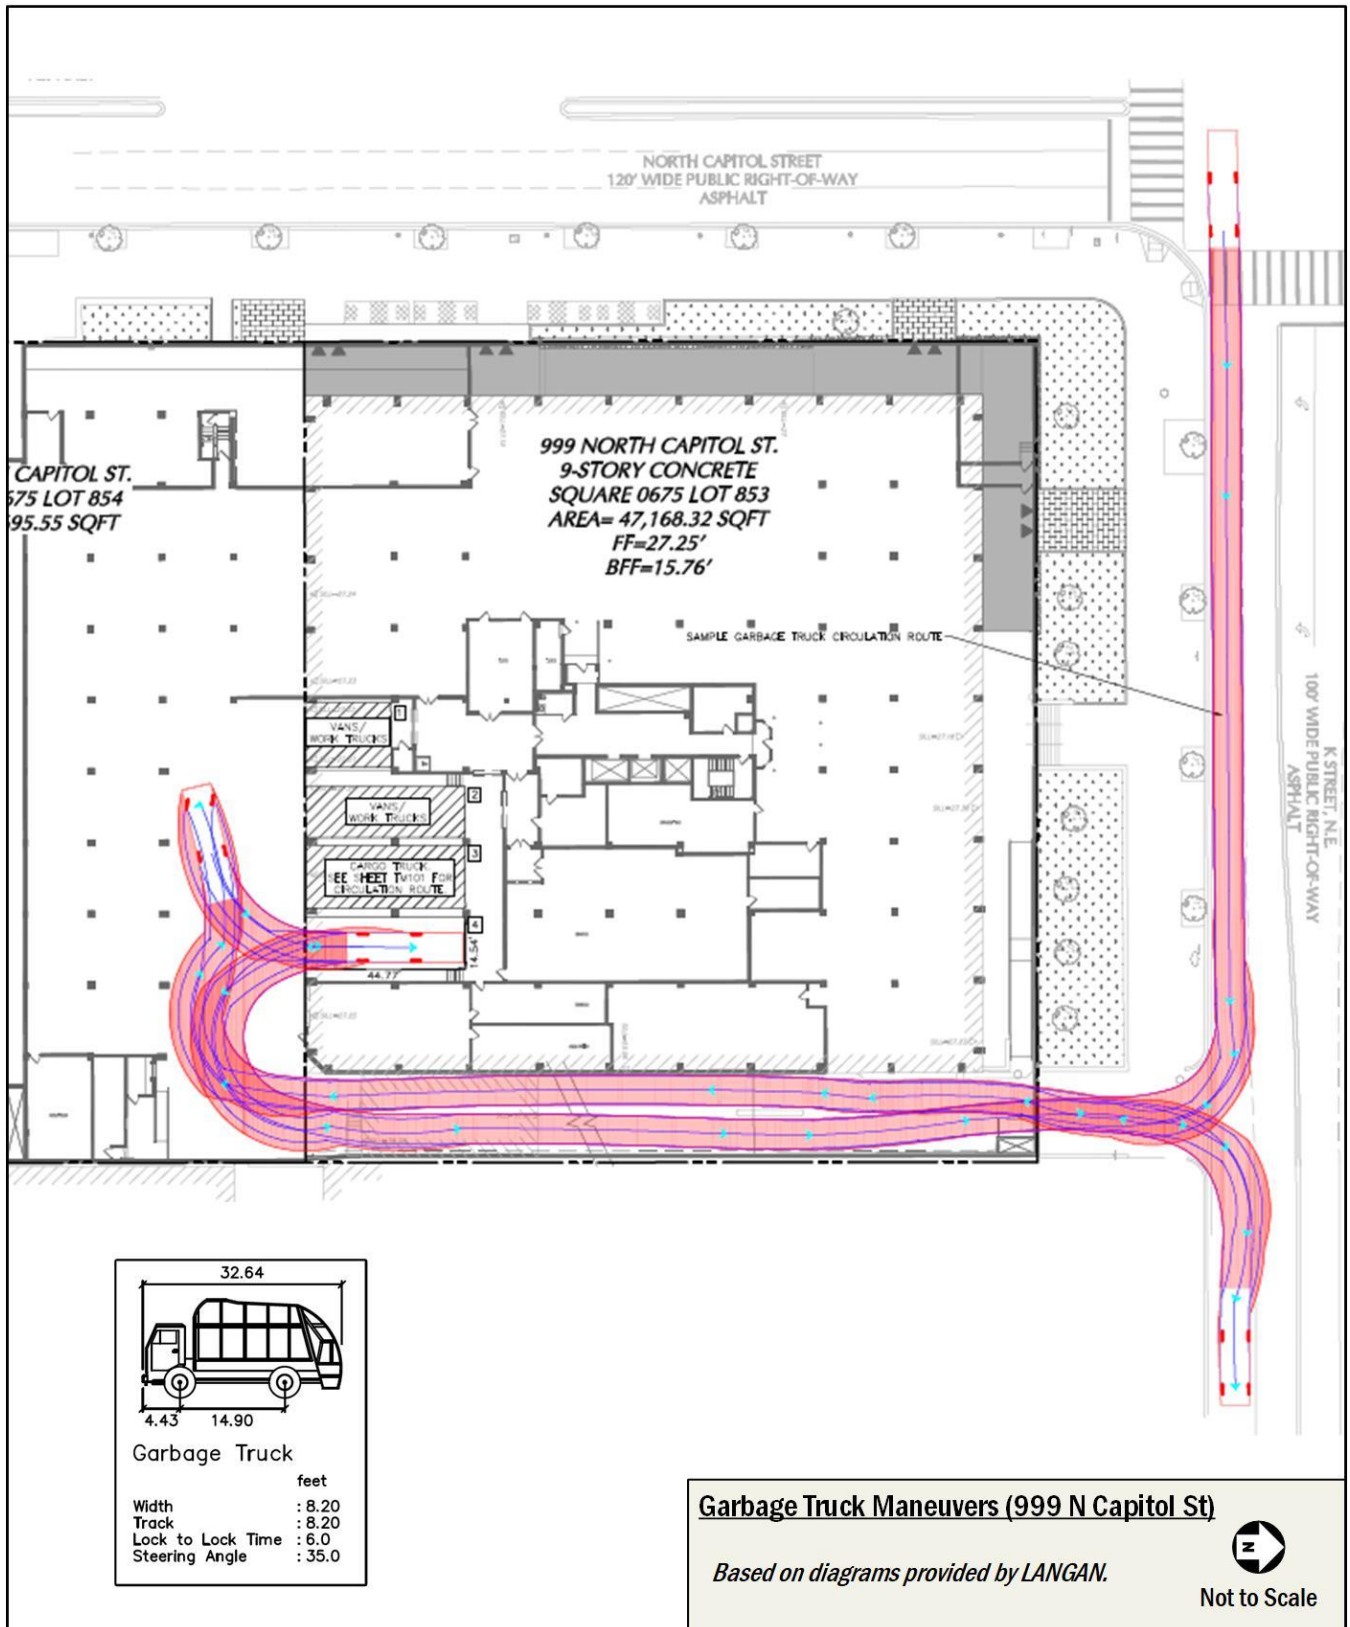 NORTH CAPITOL STREET
120' WIDE PUBLIC RIGHT-OF-WAY
ASPHALT
999 NORTH CAPITOL ST.
9-STORY CONCRETE
SQUARE 0675 LOT 853
AREA= 47,168.32 SQFT
FF=27.25'
BFF=15.76'
CAPITOL ST.
675 LOT 854
595.55 SQFT
SAMPLE GARBAGE TRUCK CIRCULATION ROUTE
K STREET, N.E.
100' WIDE PUBLIC RIGHT-OF-WAY
ASPHALT
1
VANS/
WORK TRUCKS
2
VANS/
WORK TRUCKS
3
CARGO TRUCK
SEE SHEET TM101 FOR
CIRCULATION ROUTE
4
14.54'
44.77'
32.64
4.43 14.90
Garbage Truck
feet
Width : 8.20
Track : 8.20
Lock to Lock Time : 6.0
Steering Angle : 35.0
Garbage Truck Maneuvers (999 N Capitol St)
Based on diagrams provided by LANGAN.
N
Not to Scale